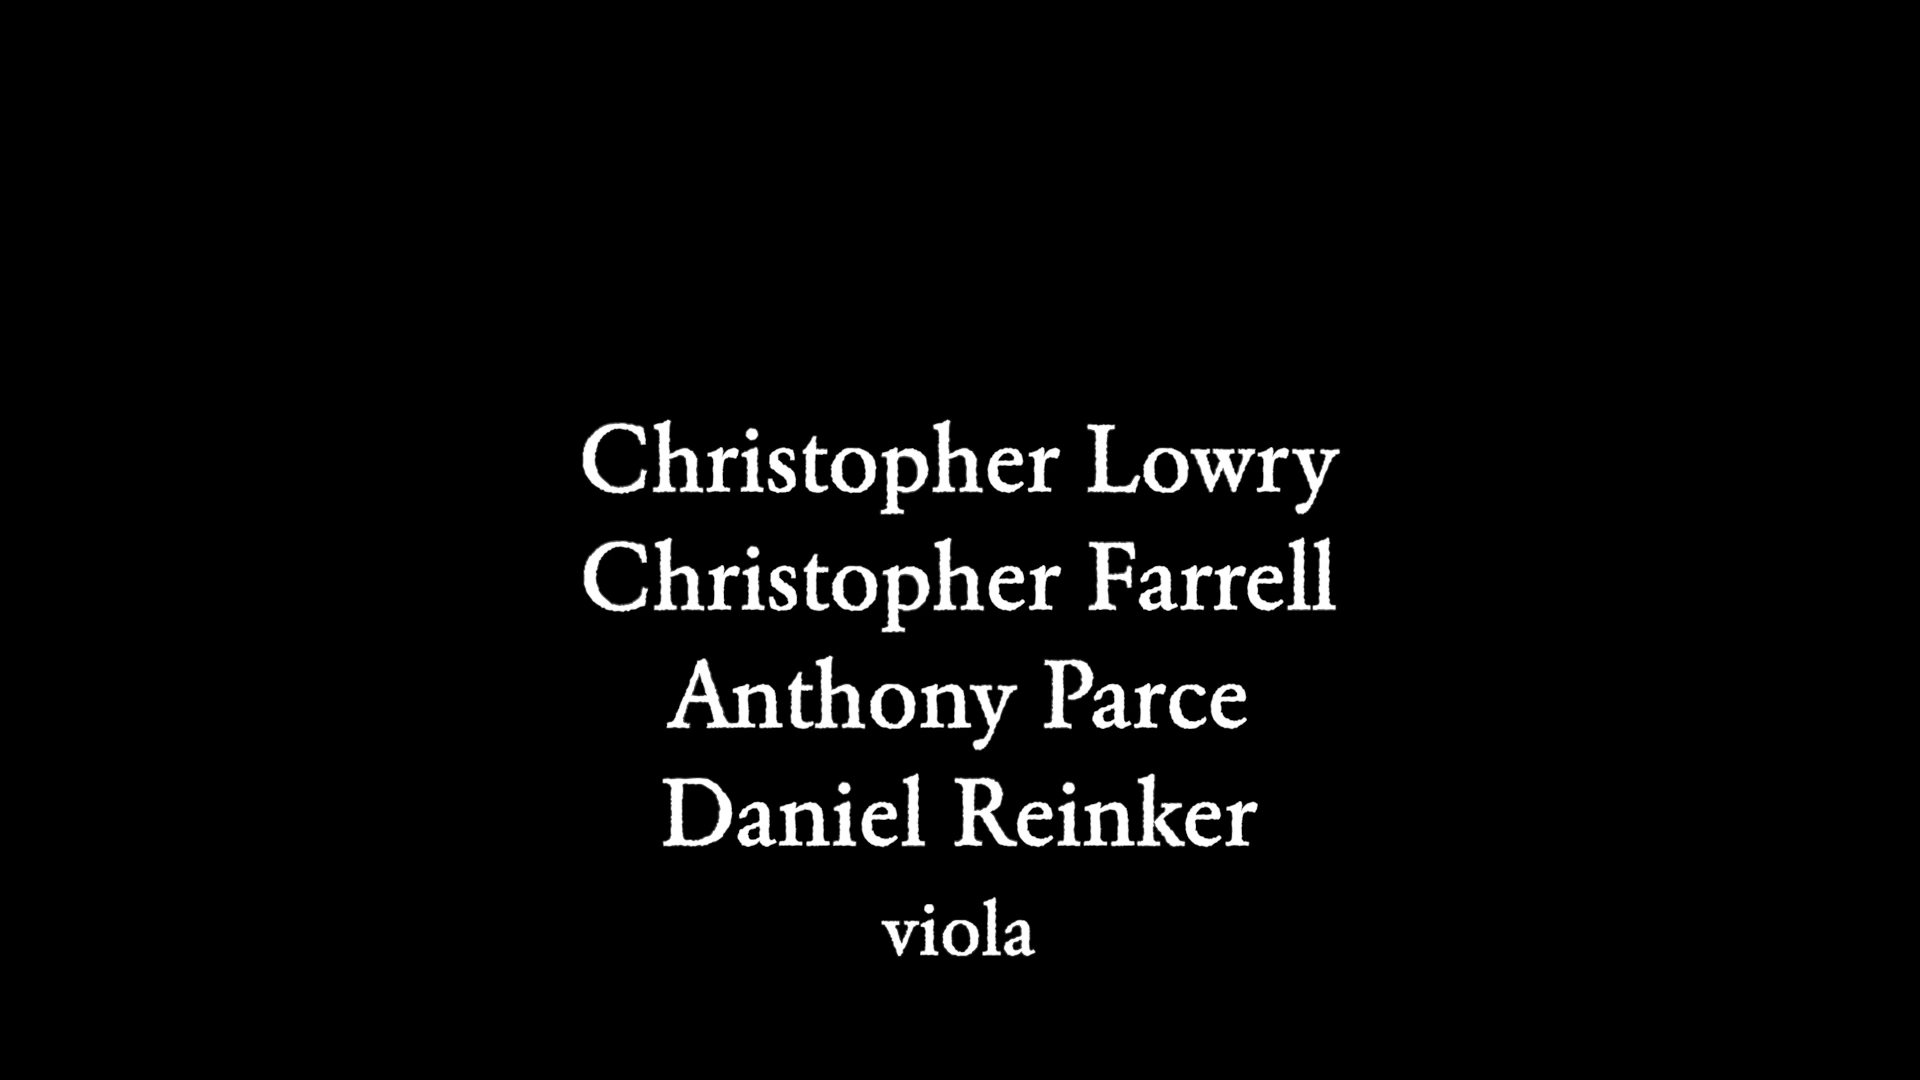 Christopher Lowry
Christopher Farrell
Anthony Parce
Daniel Reinker
viola